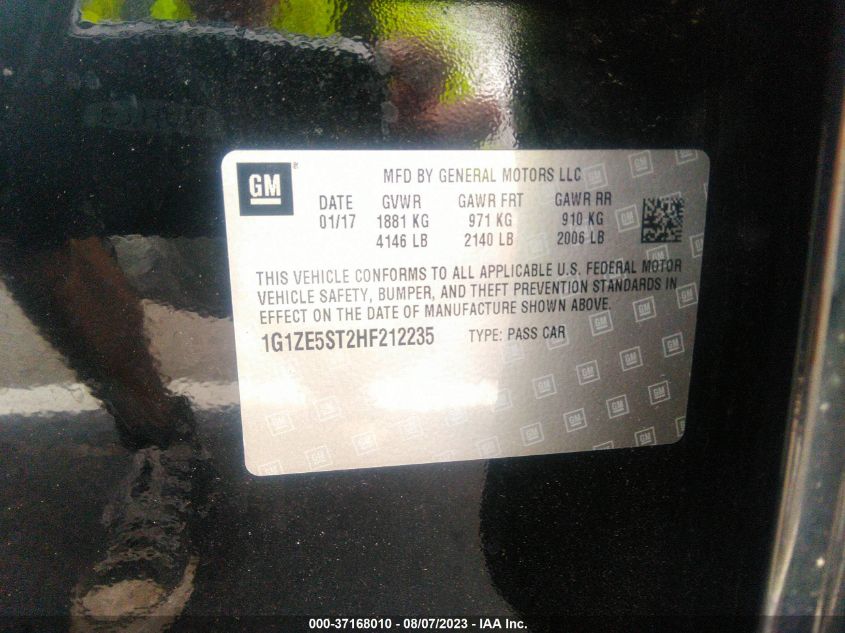 GM
MFD BY GENERAL MOTORS LLC
DATE GVWR GAWR FRT GAWR RR
01/17 1881 KG 971 KG 910 KG
4146 LB 2140 LB 2006 LB
THIS VEHICLE CONFORMS TO ALL APPLICABLE U.S. FEDERAL MOTOR
VEHICLE SAFETY, BUMPER, AND THEFT PREVENTION STANDARDS IN
EFFECT ON THE DATE OF MANUFACTURE SHOWN ABOVE.
1G1ZE5ST2HF212235 TYPE: PASS CAR
000-37168010 - 08/07/2023 - IAA Inc.